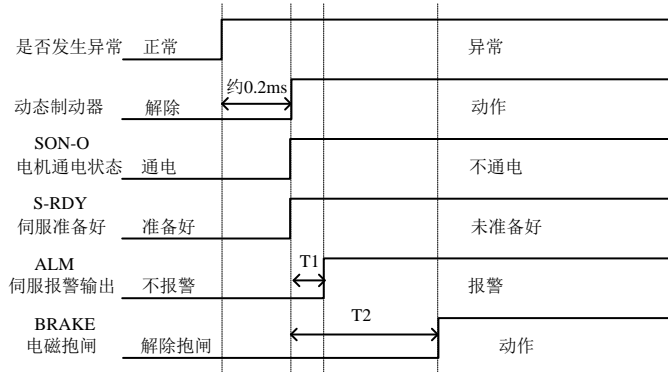 是否发生异常 正常 异常
约0.2ms
动态制动器 解除 动作
SON-O
电机通电状态 通电 不通电
S-RDY
伺服准备好 准备好 未准备好
T1
ALM
伺服报警输出 不报警 报警
T2
BRAKE
电磁抱闸 解除抱闸 动作